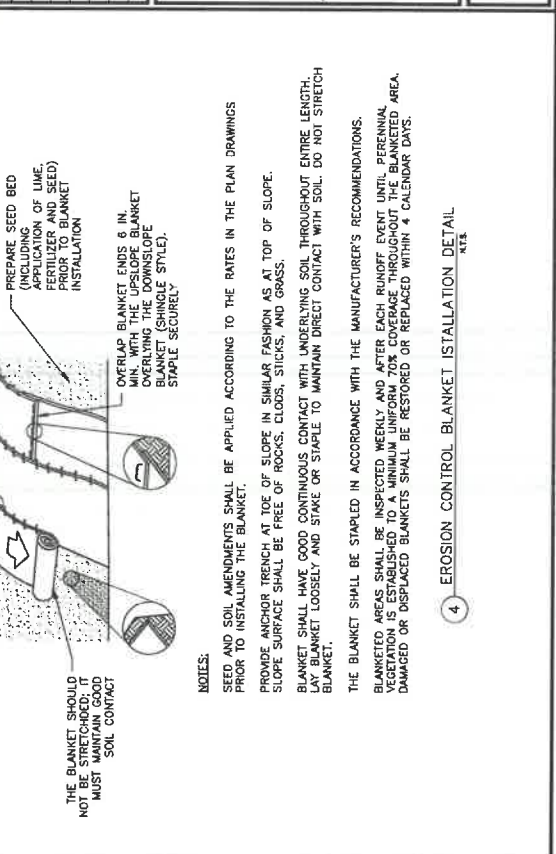 PREPARE SEED BED
(INCLUDING
APPLICATION OF LIME,
FERTILIZER AND SEED)
PRIOR TO BLANKET
INSTALLATION
OVERLAP BLANKET ENDS 6 IN.
MIN. WITH THE UPSLOPE BLANKET
OVERLYING THE DOWNSLOPE
BLANKET (SHINGLE STYLE).
STAPLE SECURELY
THE BLANKET SHOULD
NOT BE STRETCHDED; IT
MUST MAINTAIN GOOD
SOIL CONTACT
NOTES:
SEED AND SOIL AMENDMENTS SHALL BE APPLIED ACCORDING TO THE RATES IN THE PLAN DRAWINGS
PRIOR TO INSTALLING THE BLANKET.
PROVIDE ANCHOR TRENCH AT TOE OF SLOPE IN SIMILAR FASHION AS AT TOP OF SLOPE.
SLOPE SURFACE SHALL BE FREE OF ROCKS, CLODS, STICKS, AND GRASS.
BLANKET SHALL HAVE GOOD CONTINUOUS CONTACT WITH UNDERLYING SOIL THROUGHOUT ENTIRE LENGTH.
LAY BLANKET LOOSELY AND STAKE OR STAPLE TO MAINTAIN DIRECT CONTACT WITH SOIL. DO NOT STRETCH
BLANKET.
THE BLANKET SHALL BE STAPLED IN ACCORDANCE WITH THE MANUFACTURER'S RECOMMENDATIONS.
BLANKETED AREAS SHALL BE INSPECTED WEEKLY AND AFTER EACH RUNOFF EVENT UNTIL PERENNIAL
VEGETATION IS ESTABLISHED TO A MINIMUM UNIFORM 70% COVERAGE THROUGHOUT THE BLANKETED AREA.
DAMAGED OR DISPLACED BLANKETS SHALL BE RESTORED OR REPLACED WITHIN 4 CALENDAR DAYS.
4 EROSION CONTROL BLANKET ISTALLATION DETAIL
N.T.S.